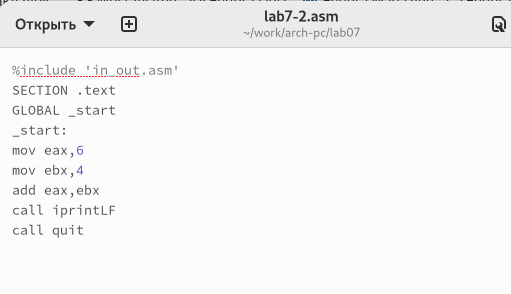 Открыть
lab7-2.asm
~/work/arch-pc/lab07
%include 'in_out.asm'
SECTION .text
GLOBAL _start
_start:
mov eax,6
mov ebx,4
add eax,ebx
call iprintLF
call quit